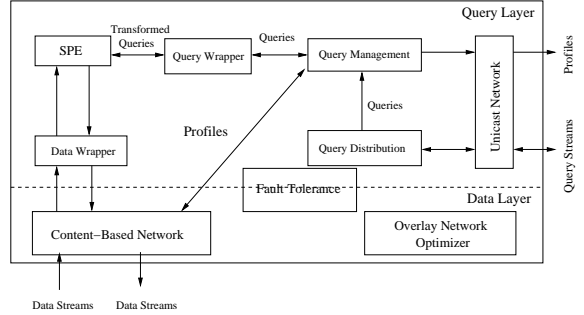 Query Layer
Transformed
Queries
Queries
SPE
Query Wrapper
Query Management
Unicast Network
Profiles
Queries
Profiles
Data Wrapper
Query Distribution
Query Streams
Fault Tolerance
Data Layer
Content−Based Network
Overlay Network
Optimizer
Data Streams
Data Streams